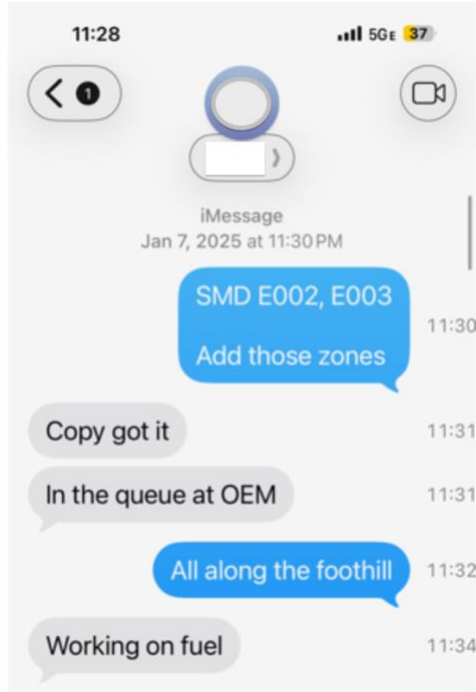 11:28
5GE 37
1
iMessage
Jan 7, 2025 at 11:30 PM
SMD E002, E003
11:30
Add those zones
Copy got it
11:31
In the queue at OEM
11:31
All along the foothill
11:32
Working on fuel
11:34